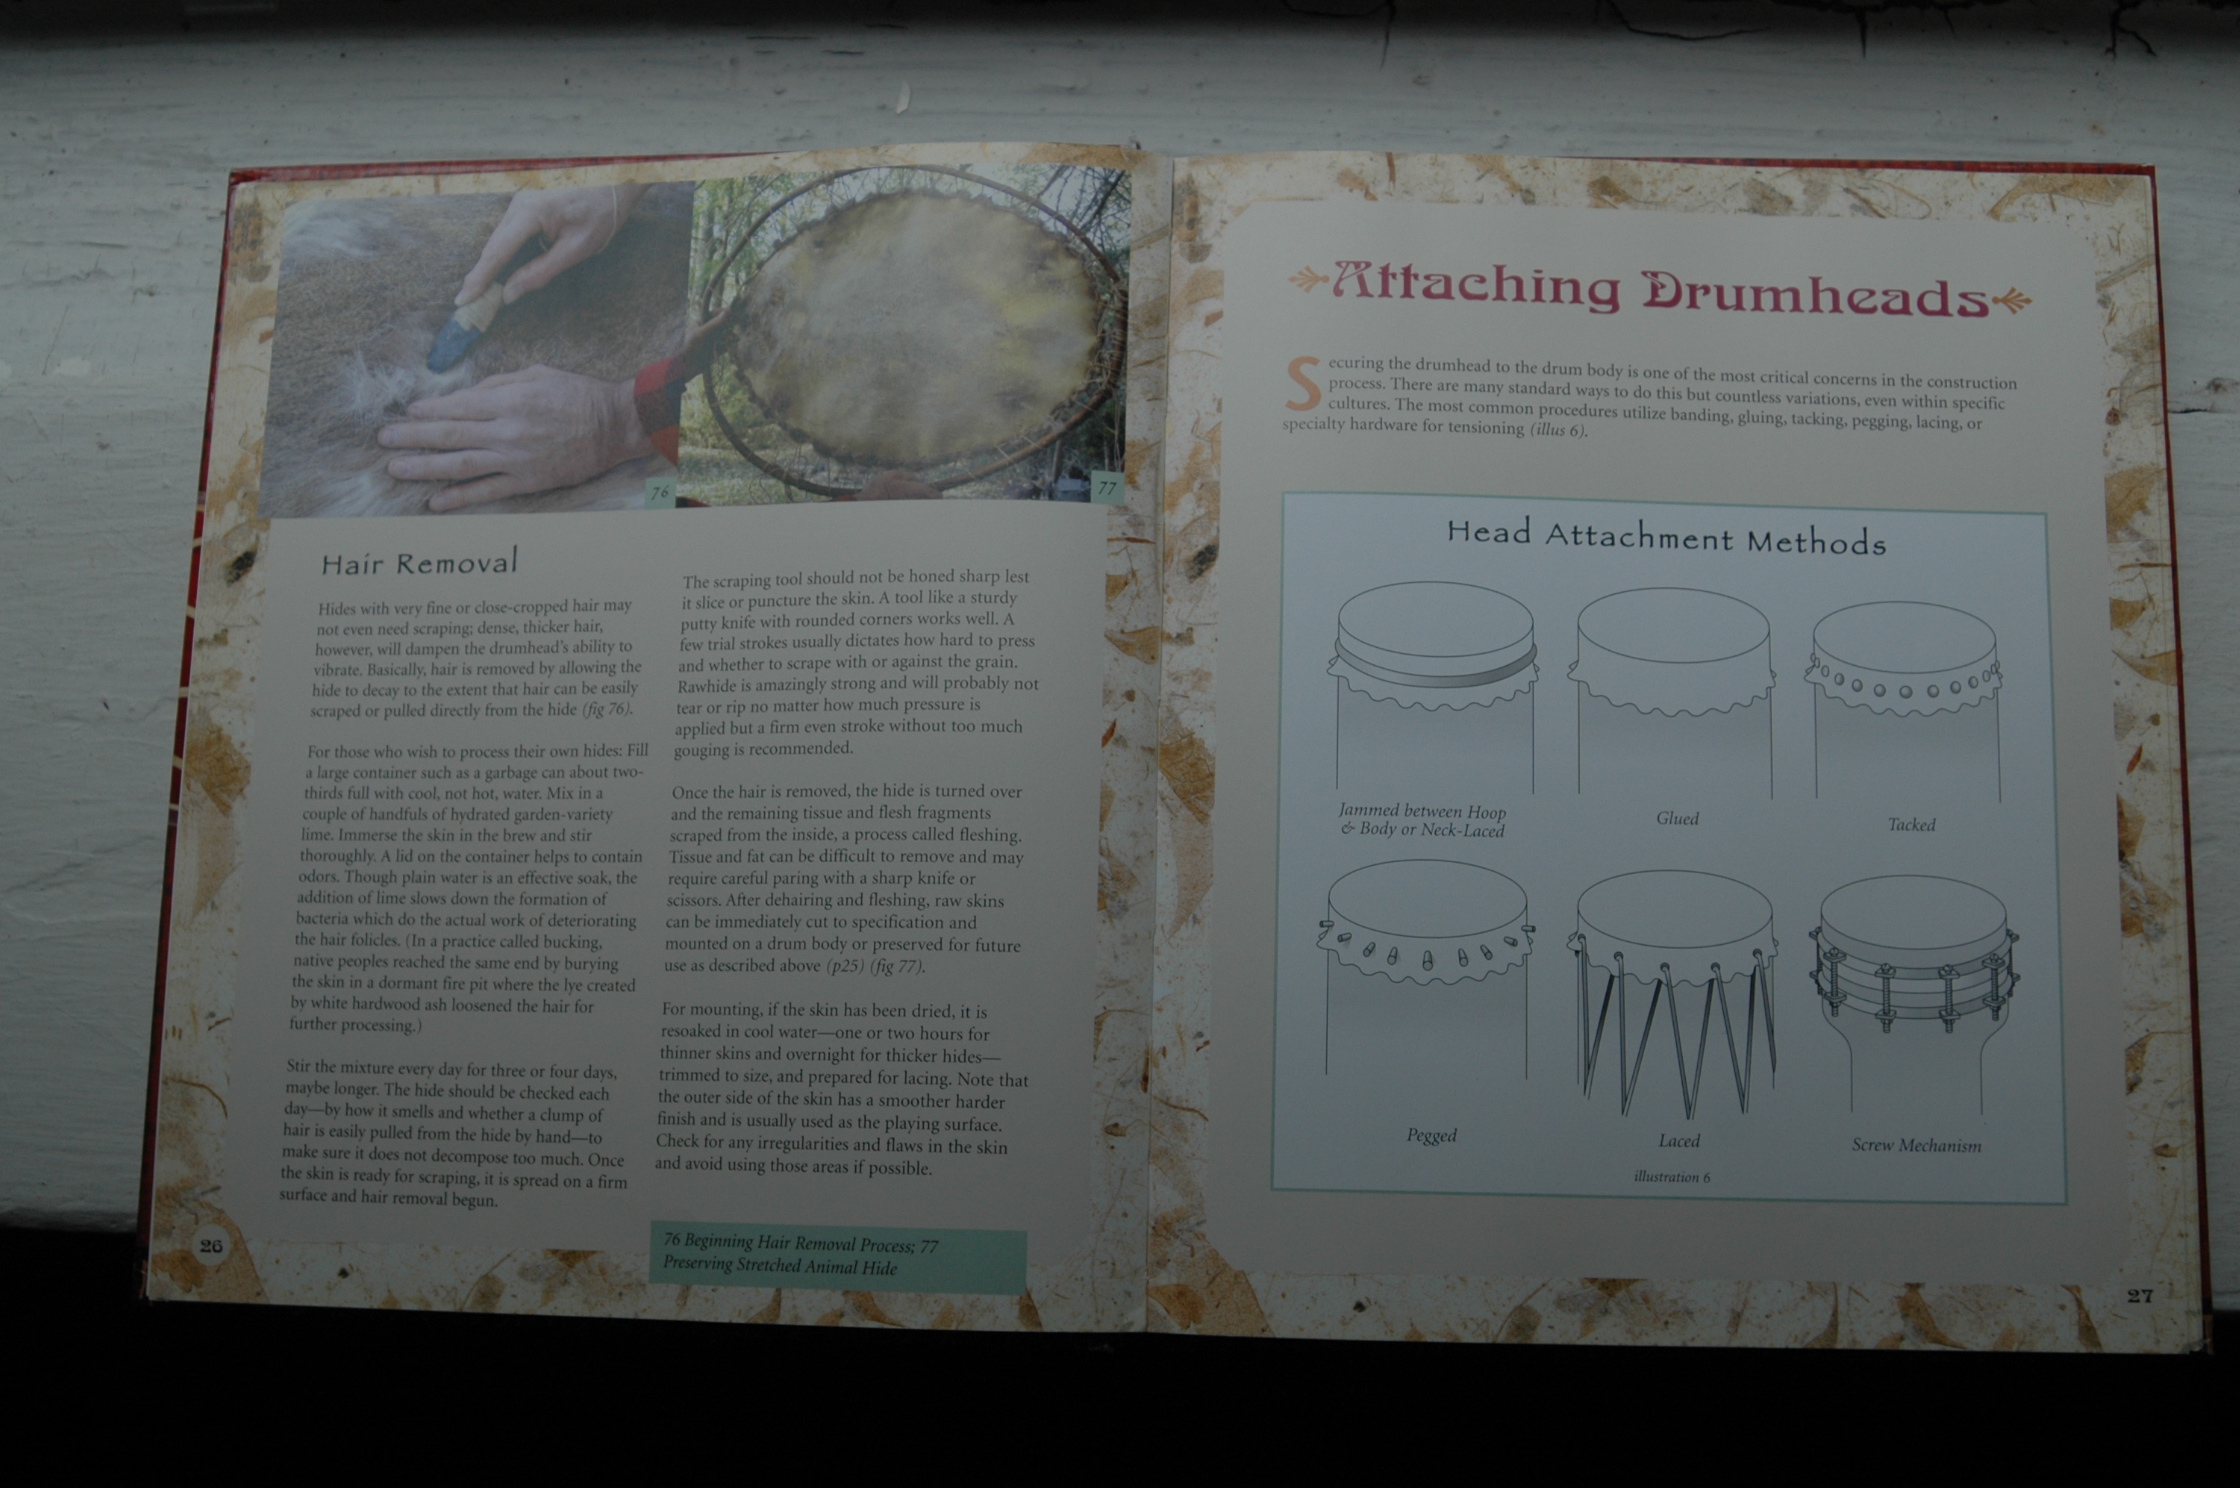 76
77
Hair Removal
Hides with very fine or close-cropped hair may
not even need scraping; dense, thicker hair,
however, will dampen the drumhead's ability to
vibrate. Basically, hair is removed by allowing the
hide to decay to the extent that hair can be easily
scraped or pulled directly from the hide (fig 76).
For those who wish to process their own hides: Fill
a large container such as a garbage can about two-
thirds full with cool, not hot, water. Mix in a
couple of handfuls of hydrated garden-variety
lime. Immerse the skin in the brew and stir
thoroughly. A lid on the container helps to contain
odors. Though plain water is an effective soak, the
addition of lime slows down the formation of
bacteria which do the actual work of deteriorating
the hair folicles. (In a practice called bucking,
native peoples reached the same end by burying
the skin in a dormant fire pit where the lye created
by white hardwood ash loosened the hair for
further processing.)
Stir the mixture every day for three or four days,
maybe longer. The hide should be checked each
day—by how it smells and whether a clump of
hair is easily pulled from the hide by hand—to
make sure it does not decompose too much. Once
the skin is ready for scraping, it is spread on a firm
surface and hair removal begun.
The scraping tool should not be honed sharp lest
it slice or puncture the skin. A tool like a sturdy
putty knife with rounded corners works well. A
few trial strokes usually dictates how hard to press
and whether to scrape with or against the grain.
Rawhide is amazingly strong and will probably not
tear or rip no matter how much pressure is
applied but a firm even stroke without too much
gouging is recommended.
Once the hair is removed, the hide is turned over
and the remaining tissue and flesh fragments
scraped from the inside, a process called fleshing.
Tissue and fat can be difficult to remove and may
require careful paring with a sharp knife or
scissors. After dehairing and fleshing, raw skins
can be immediately cut to specification and
mounted on a drum body or preserved for future
use as described above (p25) (fig 77).
For mounting, if the skin has been dried, it is
resoaked in cool water—one or two hours for
thinner skins and overnight for thicker hides—
trimmed to size, and prepared for lacing. Note that
the outer side of the skin has a smoother harder
finish and is usually used as the playing surface.
Check for any irregularities and flaws in the skin
and avoid using those areas if possible.
76 Beginning Hair Removal Process; 77
Preserving Stretched Animal Hide
26
Attaching Drumheads
Securing the drumhead to the drum body is one of the most critical concerns in the construction
process. There are many standard ways to do this but countless variations, even within specific
cultures. The most common procedures utilize banding, gluing, tacking, pegging, lacing, or
specialty hardware for tensioning (illus 6).
Head Attachment Methods
Jammed between Hoop
& Body or Neck-Laced
Glued
Tacked
Pegged
Laced
Screw Mechanism
illustration 6
27